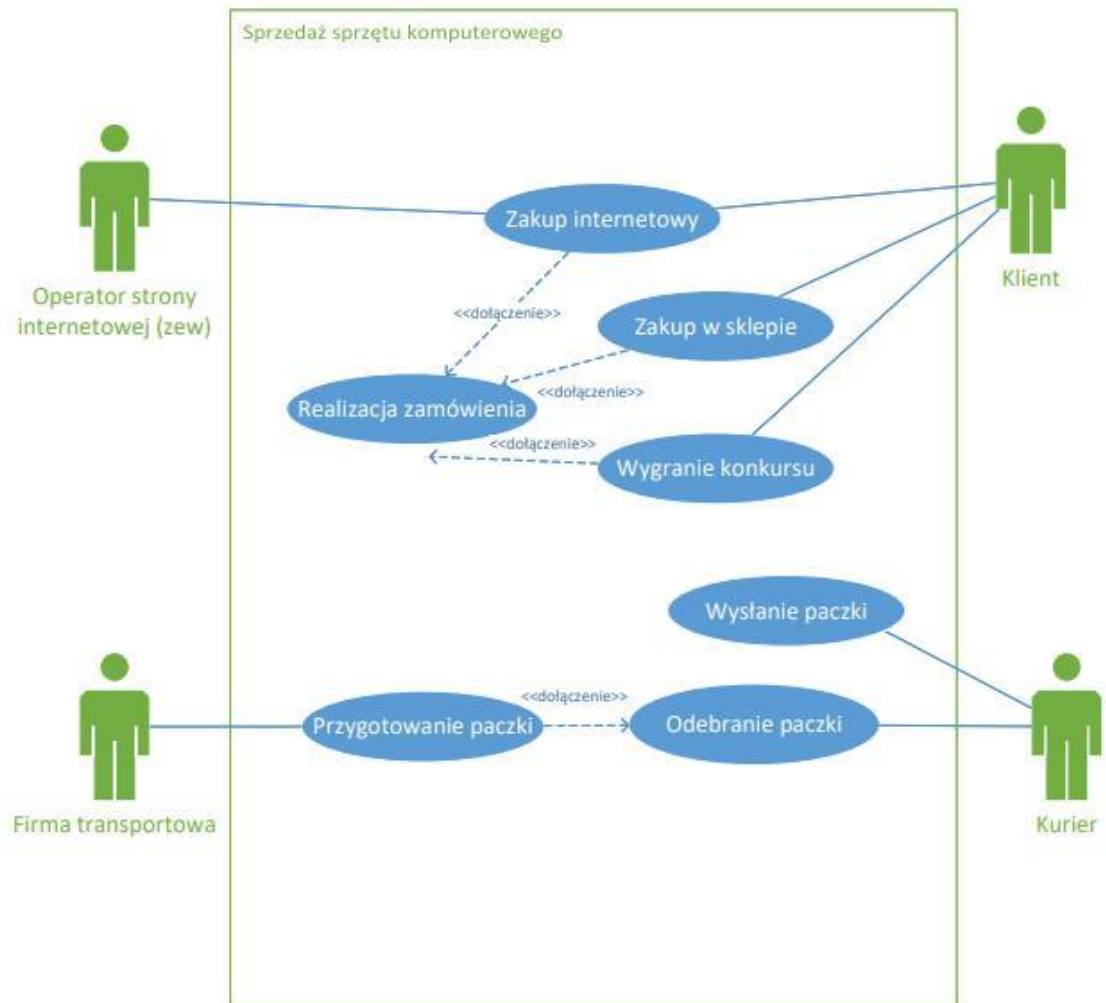 Sprzedaż sprzętu komputerowego
Zakup internetowy
Operator strony
internetowej (zew)
Klient
<<dołączenie>>
Zakup w sklepie
<<dołączenie>>
Realizacja zamówienia
<<dołączenie>>
Wygranie konkursu
Wysłanie paczki
<<dołączenie>>
Przygotowanie paczki
Odebranie paczki
Firma transportowa
Kurier